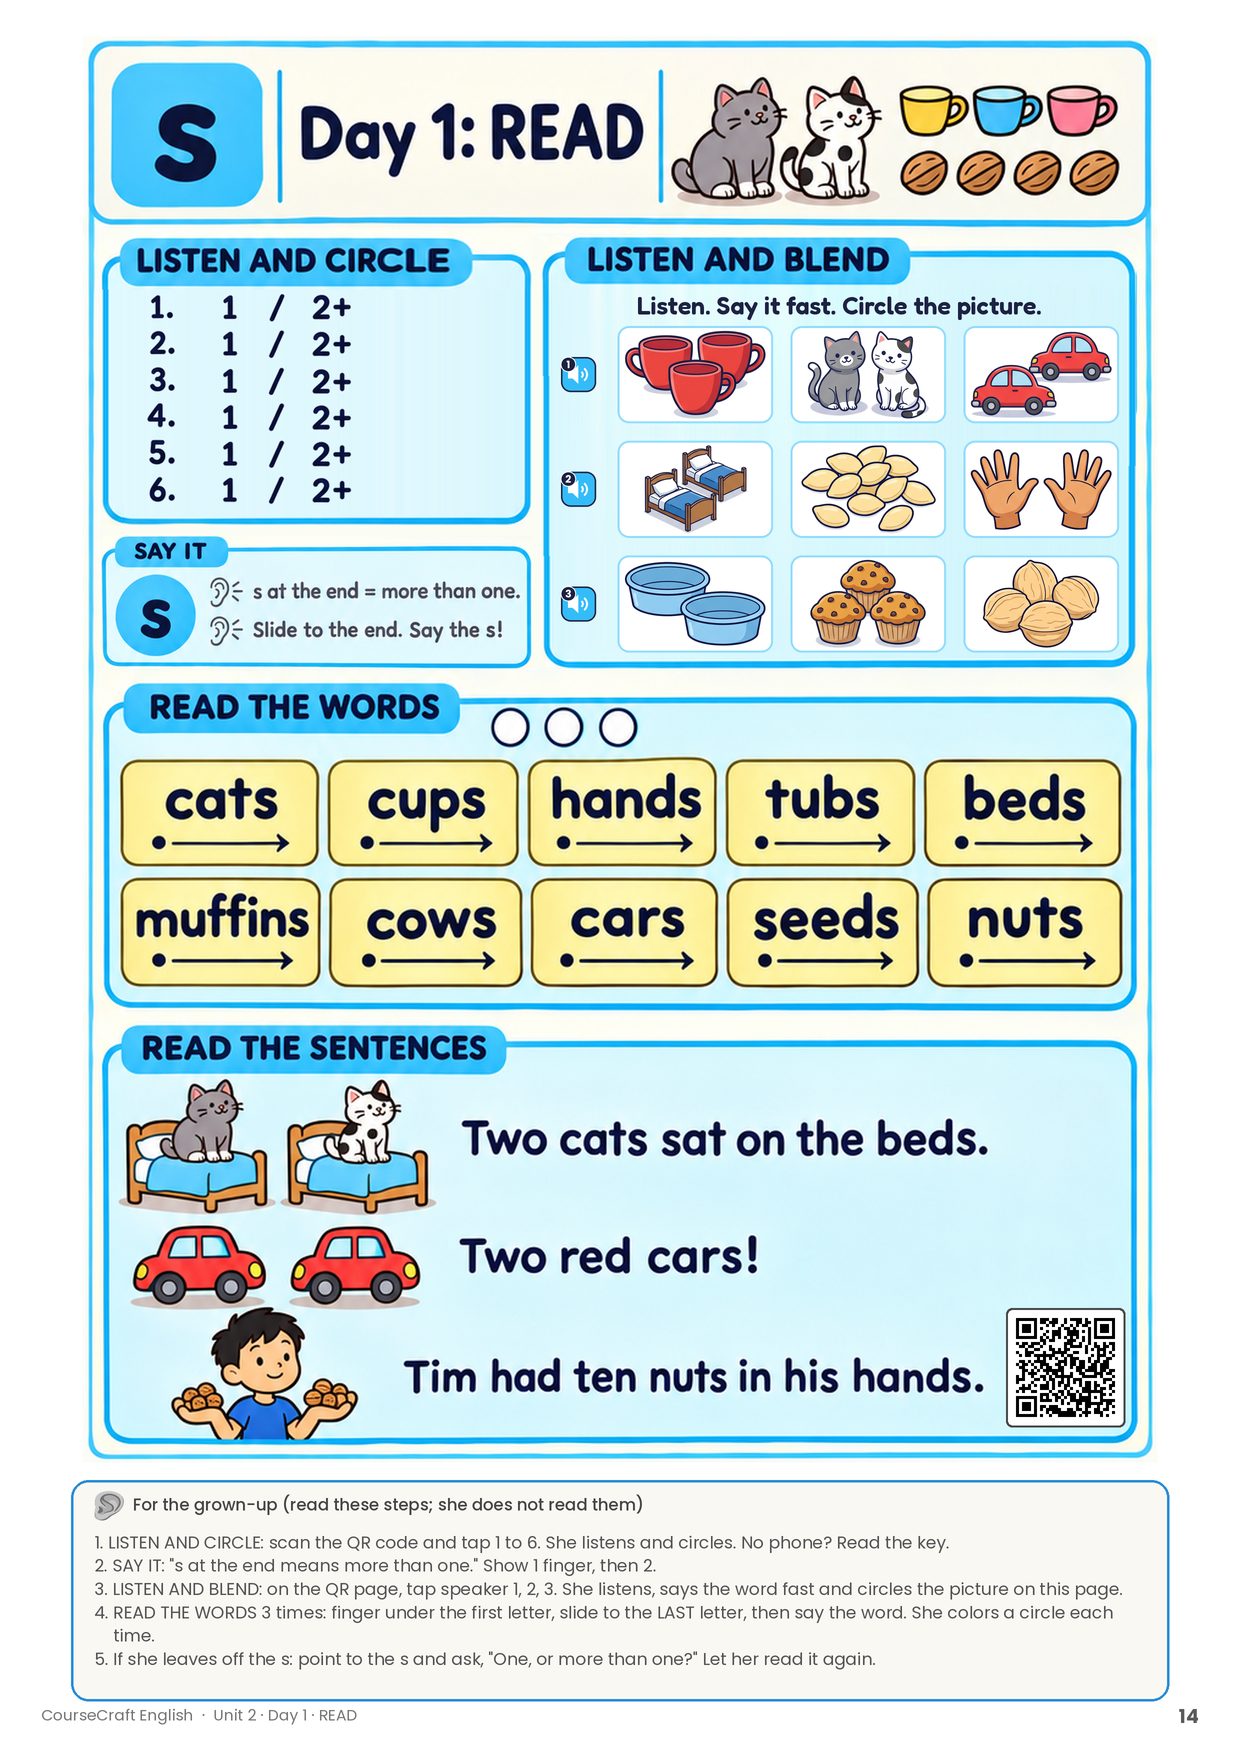 s
Day 1: READ
LISTEN AND CIRCLE
1. 1 / 2+
2. 1 / 2+
3. 1 / 2+
4. 1 / 2+
5. 1 / 2+
6. 1 / 2+
SAY IT
s
s at the end = more than one.
Slide to the end. Say the s!
LISTEN AND BLEND
Listen. Say it fast. Circle the picture.
1
2
3
READ THE WORDS
cats cups hands tubs beds
muffins cows cars seeds nuts
READ THE SENTENCES
Two cats sat on the beds.
Two red cars!
Tim had ten nuts in his hands.
For the grown-up (read these steps; she does not read them)
1. LISTEN AND CIRCLE: scan the QR code and tap 1 to 6. She listens and circles. No phone? Read the key.
2. SAY IT: "s at the end means more than one." Show 1 finger, then 2.
3. LISTEN AND BLEND: on the QR page, tap speaker 1, 2, 3. She listens, says the word fast and circles the picture on this page.
4. READ THE WORDS 3 times: finger under the first letter, slide to the LAST letter, then say the word. She colors a circle each
time.
5. If she leaves off the s: point to the s and ask, "One, or more than one?" Let her read it again.
CourseCraft English · Unit 2 · Day 1 · READ
14